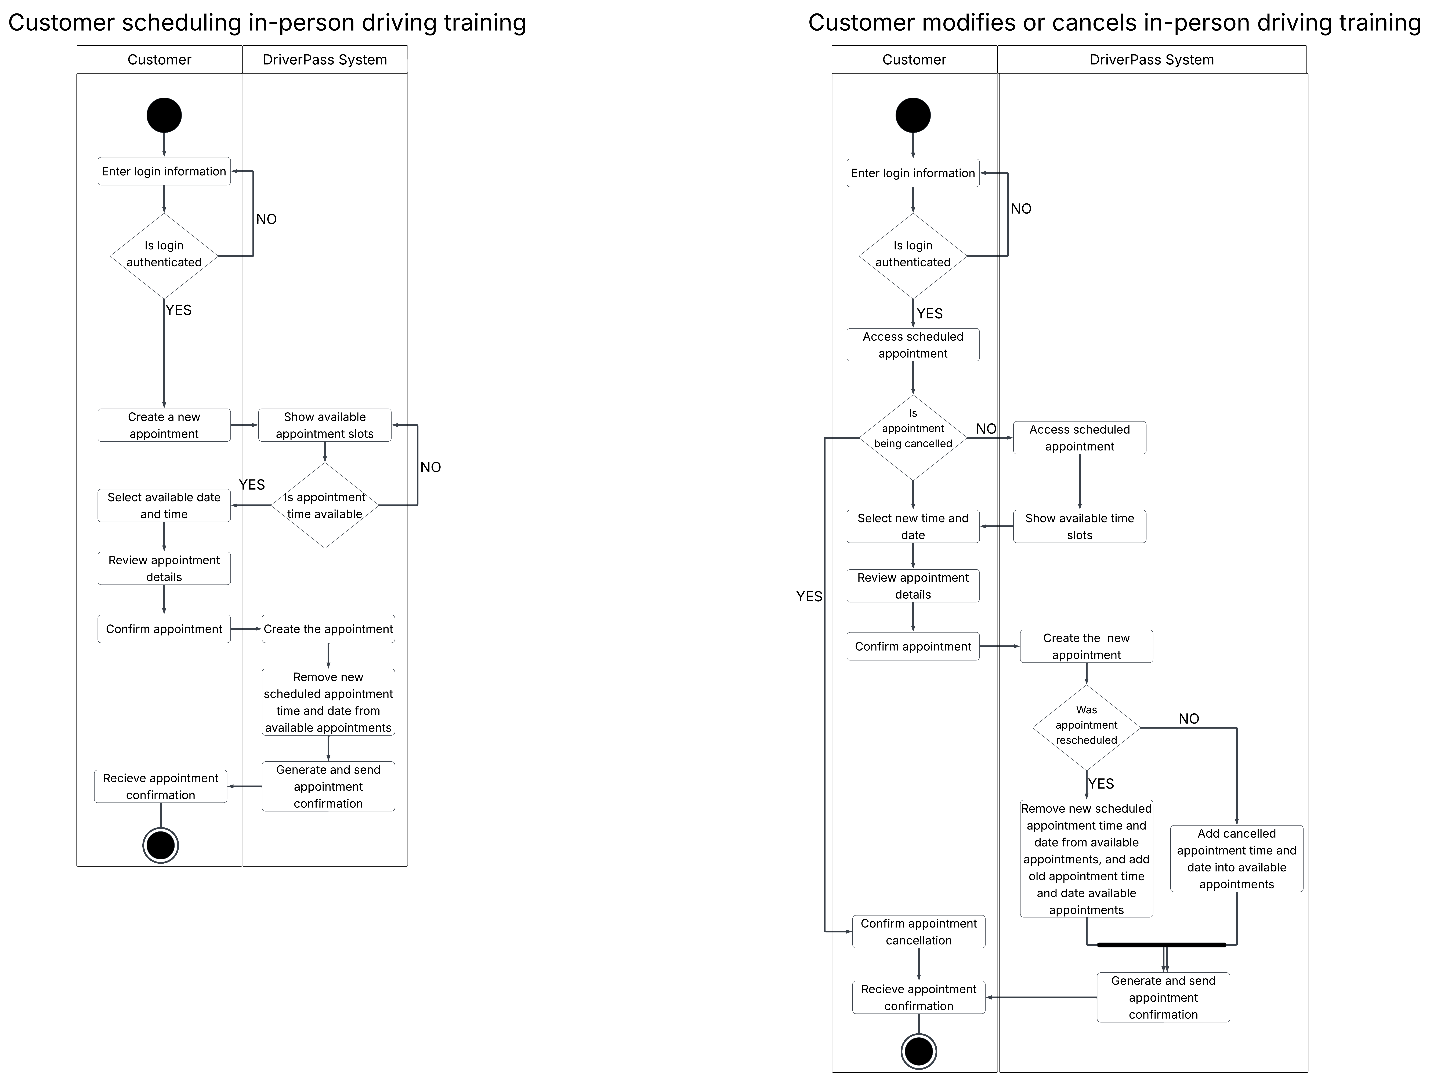 Customer scheduling in-person driving training
Customer
DriverPass System
Enter login information
NO
Is login
authenticated
YES
Create a new
appointment
Show available
appointment slots
NO
YES
Is appointment
time available
Select available date
and time
Review appointment
details
Confirm appointment
Create the appointment
Remove new
scheduled appointment
time and date from
available appointments
Generate and send
appointment
confirmation
Recieve appointment
confirmation
Customer modifies or cancels in-person driving training
Customer
DriverPass System
Enter login information
NO
Is login
authenticated
YES
Access scheduled
appointment
Is
appointment
being cancelled
NO
Access scheduled
appointment
Select new time and
date
Show available time
slots
Review appointment
details
YES
Confirm appointment
Create the new
appointment
Was
appointment
rescheduled
NO
YES
Remove new scheduled
appointment time and
date from available
appointments, and add
old appointment time
and date available
appointments
Add cancelled
appointment time and
date into available
appointments
Confirm appointment
cancellation
Recieve appointment
confirmation
Generate and send
appointment
confirmation